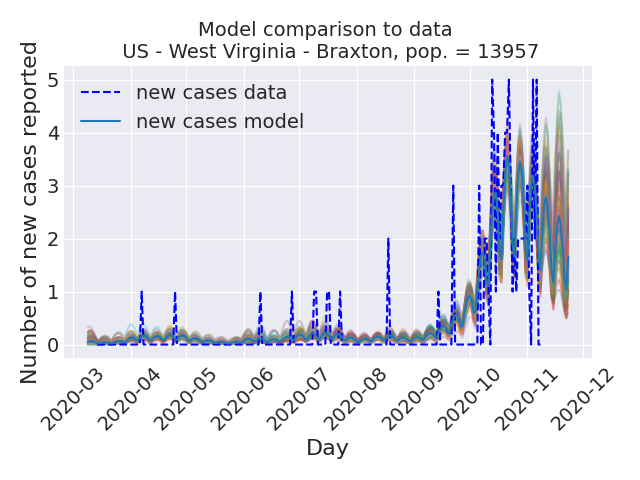 Model comparison to data
US - West Virginia - Braxton, pop. = 13957
Number of new cases reported
5
4
3
2
1
0
new cases data
new cases model
2020-03
2020-04
2020-05
2020-06
2020-07
2020-08
2020-09
2020-10
2020-11
2020-12
Day